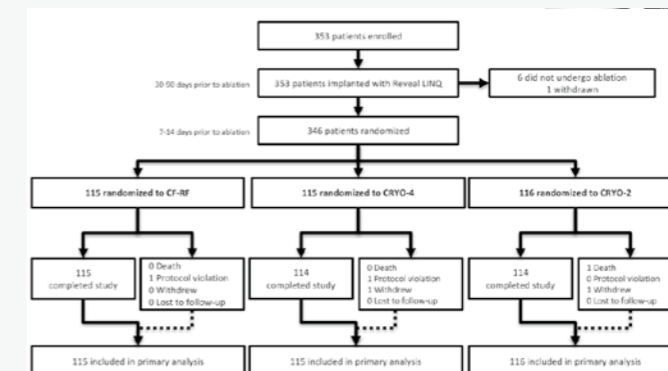 353 patients enrolled
30-50 days prior to ablation
353 patients implanted with Reveal LINQ
6 did not undergo ablation
1 withdrawn
7-14 days prior to ablation
346 patients randomized
115 randomized to CF-RF
115 randomized to CRYO-4
116 randomized to CRYO-2
115
completed study
0 Death
1 Protocol violation
0 Withdrew
0 Lost to follow-up
114
completed study
0 Death
1 Protocol violation
1 Withdrew
0 Lost to follow-up
114
completed study
1 Death
0 Protocol violation
1 Withdrew
0 Lost to follow-up
115 included in primary analysis
115 included in primary analysis
116 included in primary analysis